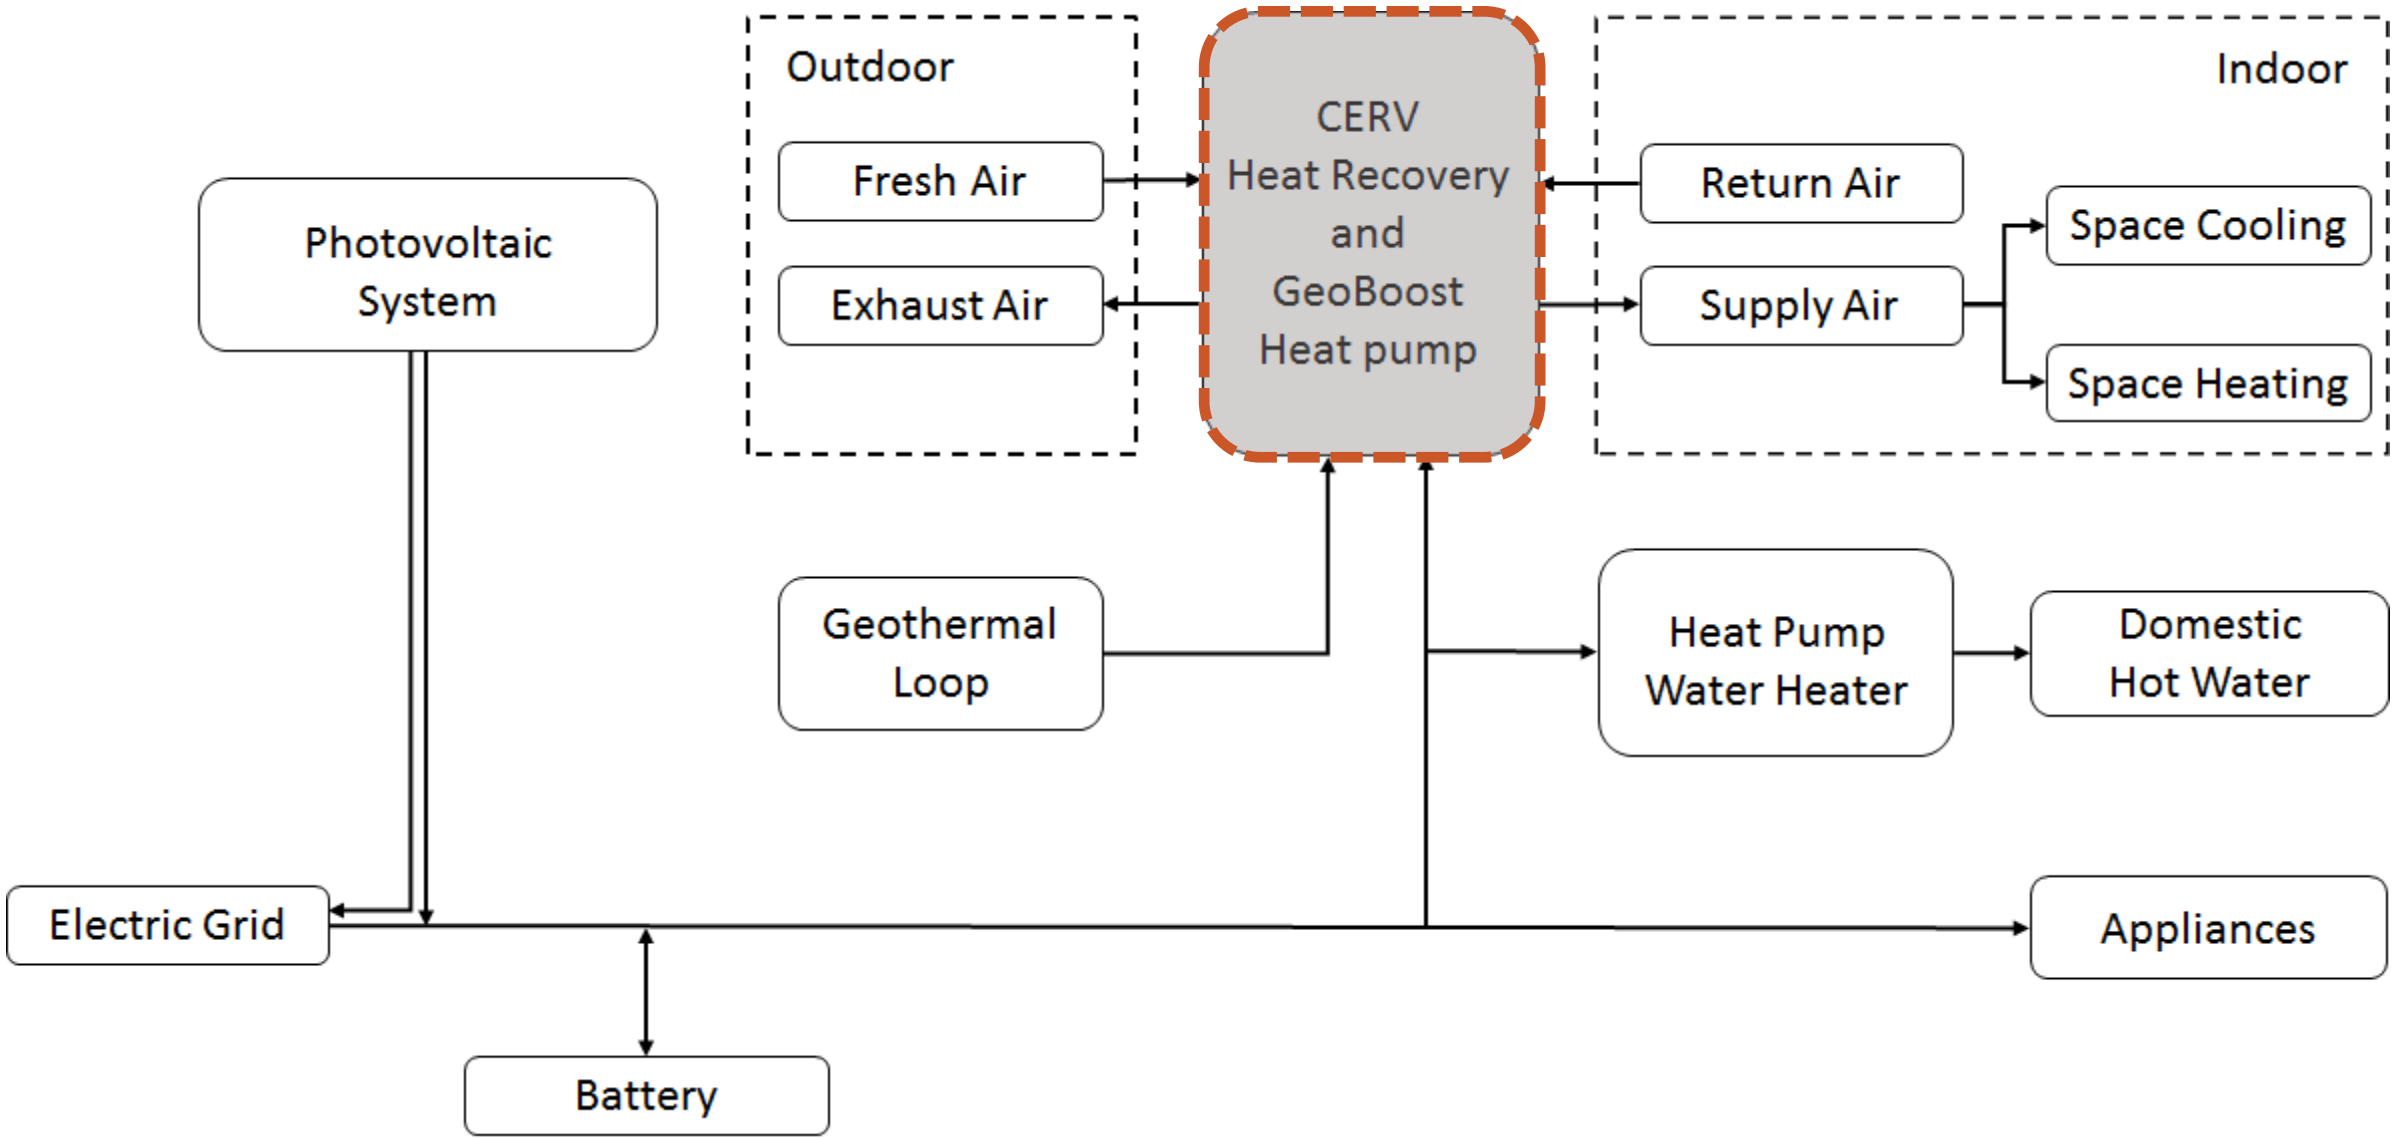 Outdoor
Fresh Air
Exhaust Air
CERV
Heat Recovery
and
GeoBoost
Heat pump
Indoor
Return Air
Supply Air
Space Cooling
Space Heating
Photovoltaic
System
Geothermal
Loop
Heat Pump
Water Heater
Domestic
Hot Water
Electric Grid
Appliances
Battery